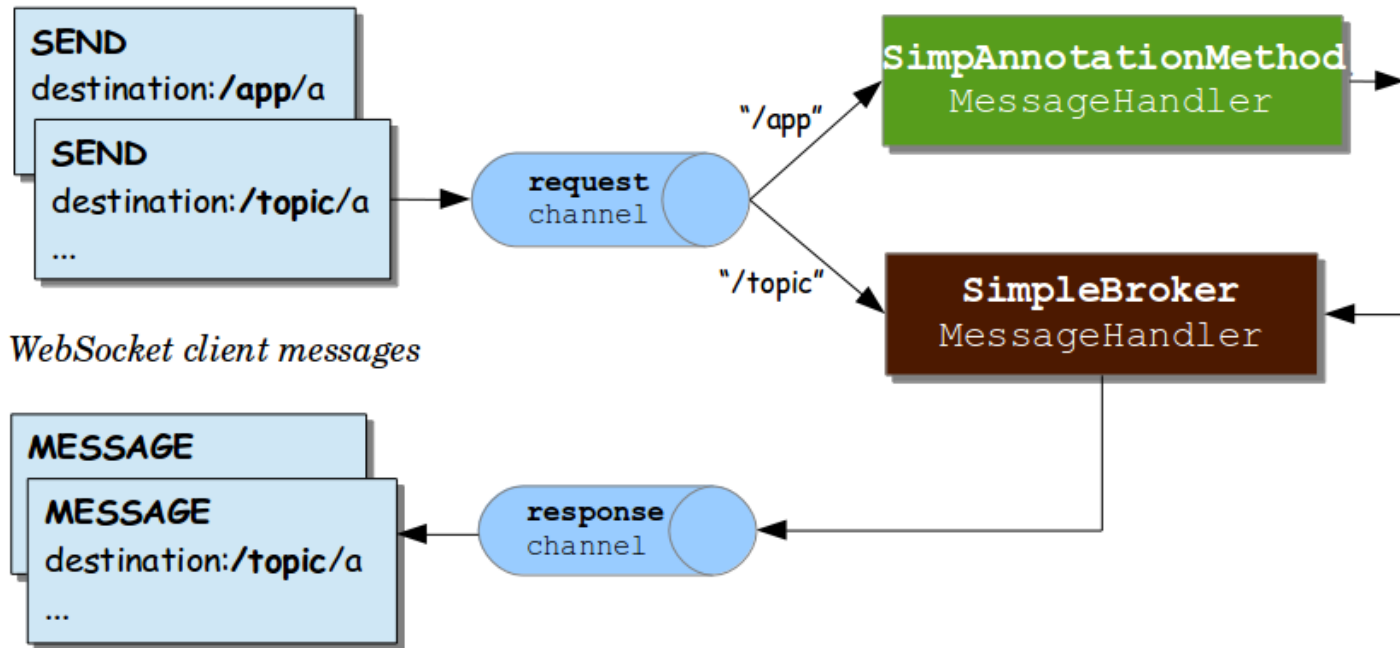 SEND
destination:/app/a
SEND
destination:/topic/a
...
request
channel
“/app”
“/topic”
SimpAnnotationMethod
MessageHandler
SimpleBroker
MessageHandler
WebSocket client messages
MESSAGE
MESSAGE
destination:/topic/a
...
response
channel